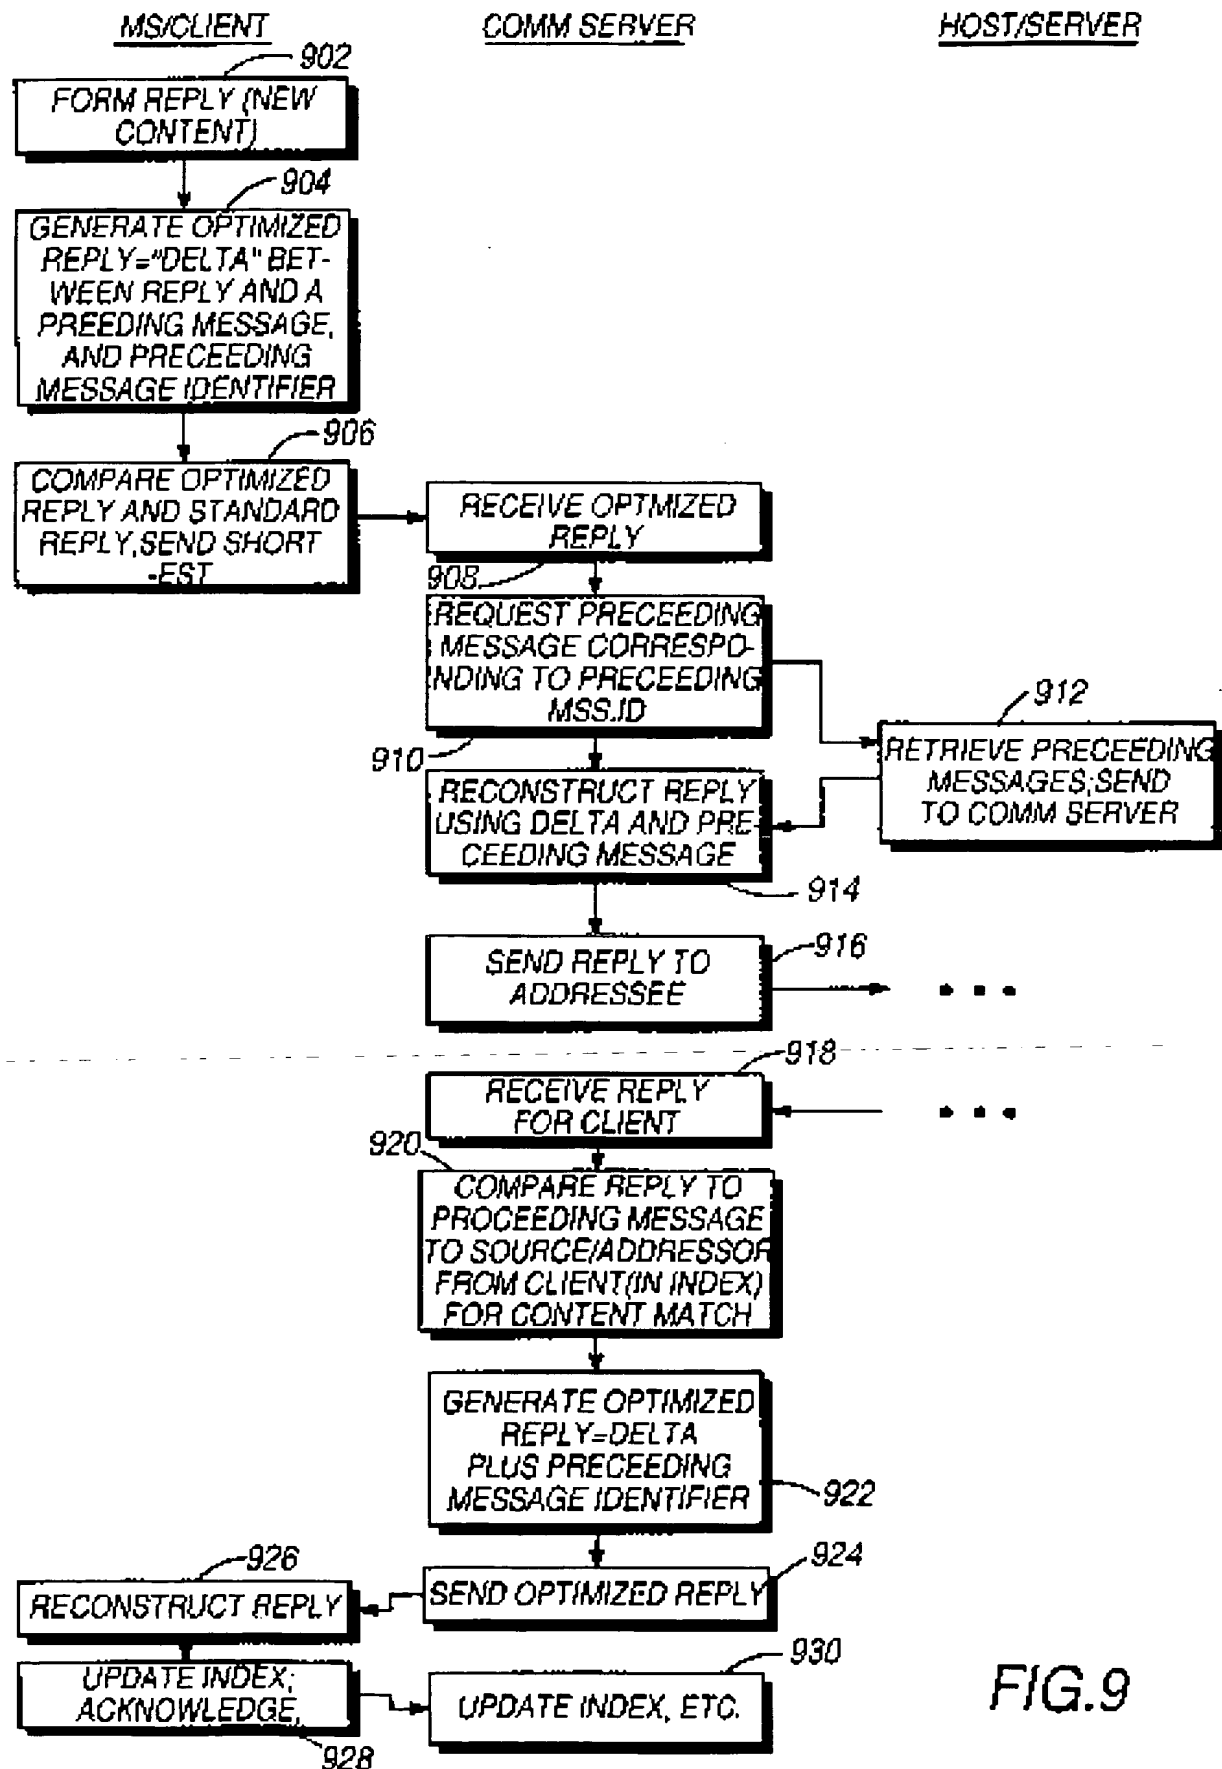 MS/CLIENT
COMM SERVER
HOST/SERVER
902
FORM REPLY (NEW
CONTENT)
904
GENERATE OPTIMIZED
REPLY="DELTA" BET-
WEEN REPLY AND A
PREEDING MESSAGE,
AND PRECEEDING
MESSAGE IDENTIFIER
906
COMPARE OPTIMIZED
REPLY AND STANDARD
REPLY,SEND SHORT
-EST
RECEIVE OPTMIZED
REPLY
908
REQUEST PRECEEDING
MESSAGE CORRESPO-
NDING TO PRECEEDING
MSS.ID
910
912
RETRIEVE PRECEEDING
MESSAGES;SEND
TO COMM SERVER
RECONSTRUCT REPLY
USING DELTA AND PRE-
CEEDING MESSAGE
914
SEND REPLY TO
ADDRESSEE
916
918
RECEIVE REPLY
FOR CLIENT
920
COMPARE REPLY TO
PROCEEDING MESSAGE
TO SOURCE/ADDRESSOR
FROM CLIENT(IN INDEX)
FOR CONTENT MATCH
GENERATE OPTIMIZED
REPLY=DELTA
PLUS PRECEEDING
MESSAGE IDENTIFIER
922
924
SEND OPTIMIZED REPLY
926
RECONSTRUCT REPLY
UPDATE INDEX;
ACKNOWLEDGE,
928
930
UPDATE INDEX, ETC.
FIG.9